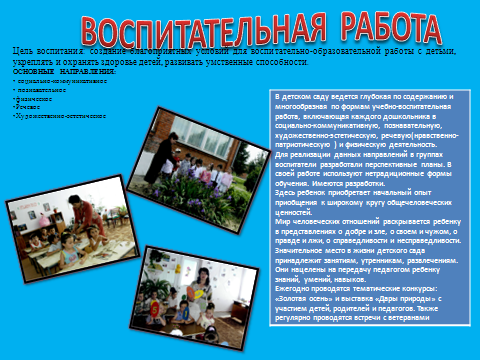 ВОСПИТАТЕЛЬНАЯ РАБОТА
Цель воспитания создание благоприятных условий для воспитательно-образовательной работы с детьми,
укреплять и охранять здоровье детей, развивать умственные способности.
ОСНОВНЫЕ НАПРАВЛЕНИЯ:
• социально-коммуникативное
• познавательное
•физическое
•Речевое
•Художественно-эстетическое
В детском саду ведется глубокая по содержанию и
многообразная по формам учебно-воспитательная
работа, включающая каждого дошкольника в
социально-коммуникативную, познавательную,
художественно-эстетическую, речевую(нравственно-
патриотическую ) и физическую деятельность.
Для реализации данных направлений в группах
воспитатели разработали перспективные планы. В
своей работе используют нетрадиционные формы
обучения. Имеются разработки.
Здесь ребенок приобретает начальный опыт
приобщения к широкому кругу общечеловеческих
ценностей.
Мир человеческих отношений раскрывается ребенку
в представлениях о добре и зле, о своем и чужом, о
правде и лжи, о справедливости и несправедливости.
Значительное место в жизни детского сада
принадлежит занятиям, утренникам, развлечениям.
Они нацелены на передачу педагогом ребенку
знаний, умений, навыков.
Ежегодно проводятся тематические конкурсы:
«Золотая осень» и выставка «Дары природы» с
участием детей, родителей и педагогов. Также
регулярно проводятся встречи с ветеранами